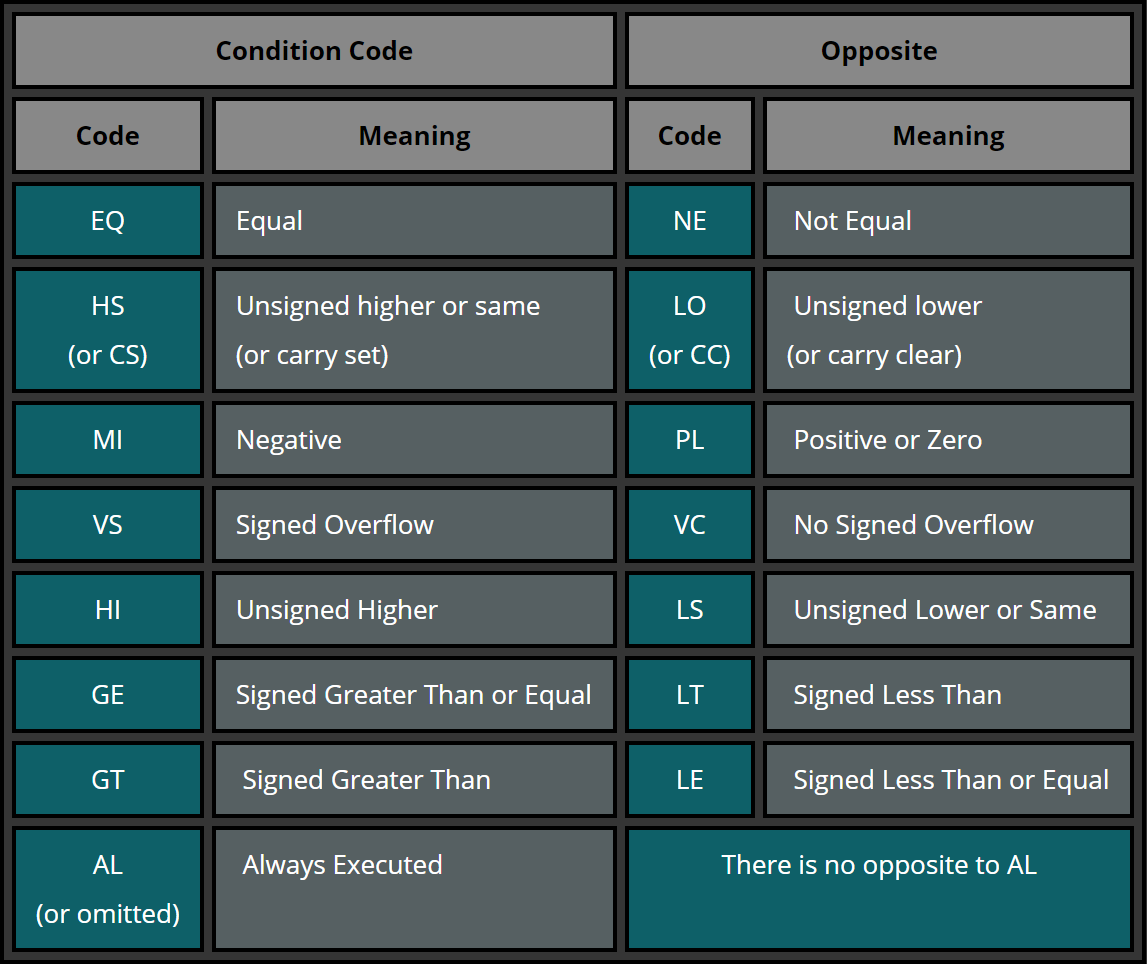 Condition Code Opposite
Code Meaning Code Meaning
EQ Equal NE Not Equal
HS Unsigned higher or same LO Unsigned lower
(or CS) (or carry set) (or CC) (or carry clear)
MI Negative PL Positive or Zero
VS Signed Overflow VC No Signed Overflow
HI Unsigned Higher LS Unsigned Lower or Same
GE Signed Greater Than or Equal LT Signed Less Than
GT Signed Greater Than LE Signed Less Than or Equal
AL Always Executed There is no opposite to AL
(or omitted)